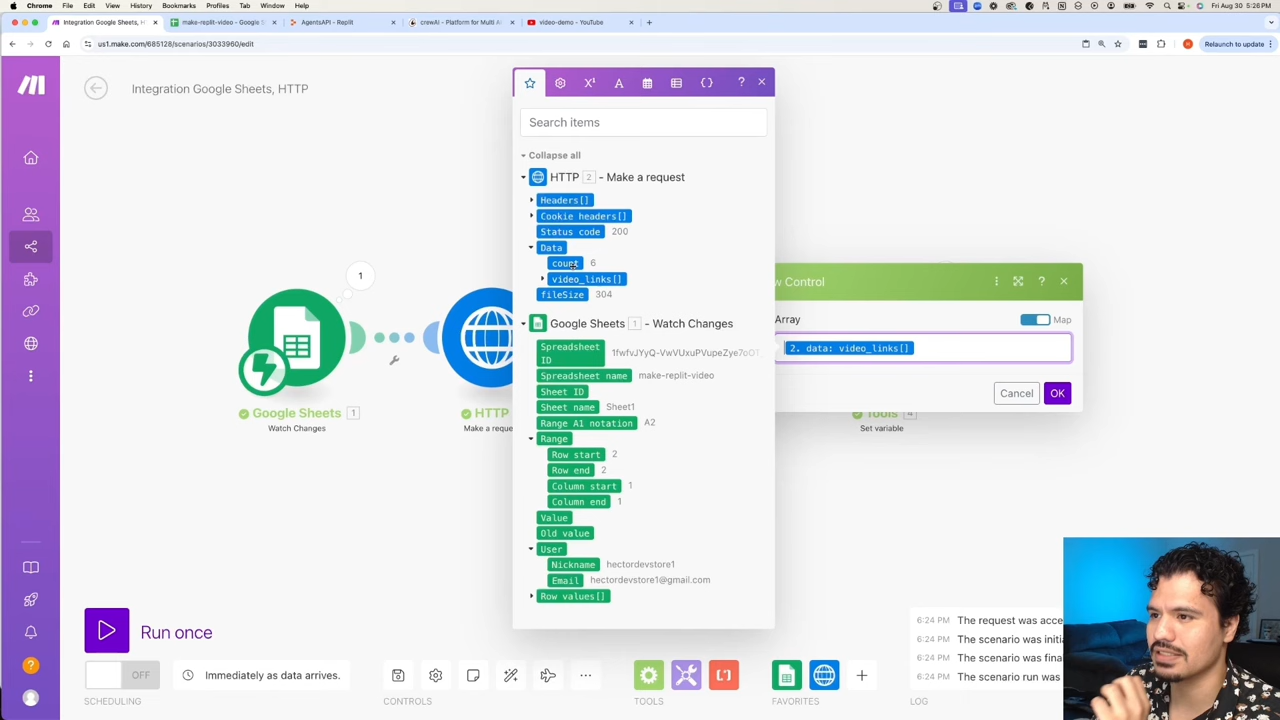 Chrome File Edit View History Bookmarks Profiles Tab Window Help Fri Aug 30 5:26 PM
Integration Google Sheets, HT make-replit-video - Google S AgentsAPI - Replit crewAI - Platform for Multi A video-demo - YouTube
us1.make.com/685128/scenarios/3033960/edit Relaunch to update
Integration Google Sheets, HTTP
Search items
Collapse all
HTTP 2 - Make a request
Headers[]
Cookie headers[]
Status code 200
Data
count 6
video_links[]
fileSize 304
Google Sheets 1 - Watch Changes
Spreadsheet ID 1fwfvJYyQ-VwVUxuPVupeZye7oO1_
Spreadsheet name make-replit-video
Sheet ID
Sheet name Sheet1
Range A1 notation A2
Range
Row start 2
Row end 2
Column start 1
Column end 1
Value
Old value
User
Nickname hectordevstore1
Email hectordevstore1@gmail.com
Row values[]
w Control
Array Map
2. data: video_links[]
Cancel OK
1
Google Sheets 1
Watch Changes
HTTP
Make a reque
Tools 4
Set variable
Run once
OFF Immediately as data arrives.
SCHEDULING CONTROLS TOOLS FAVORITES LOG
6:24 PM The request was acce
6:24 PM The scenario was initia
6:24 PM The scenario was fina
6:24 PM The scenario run was